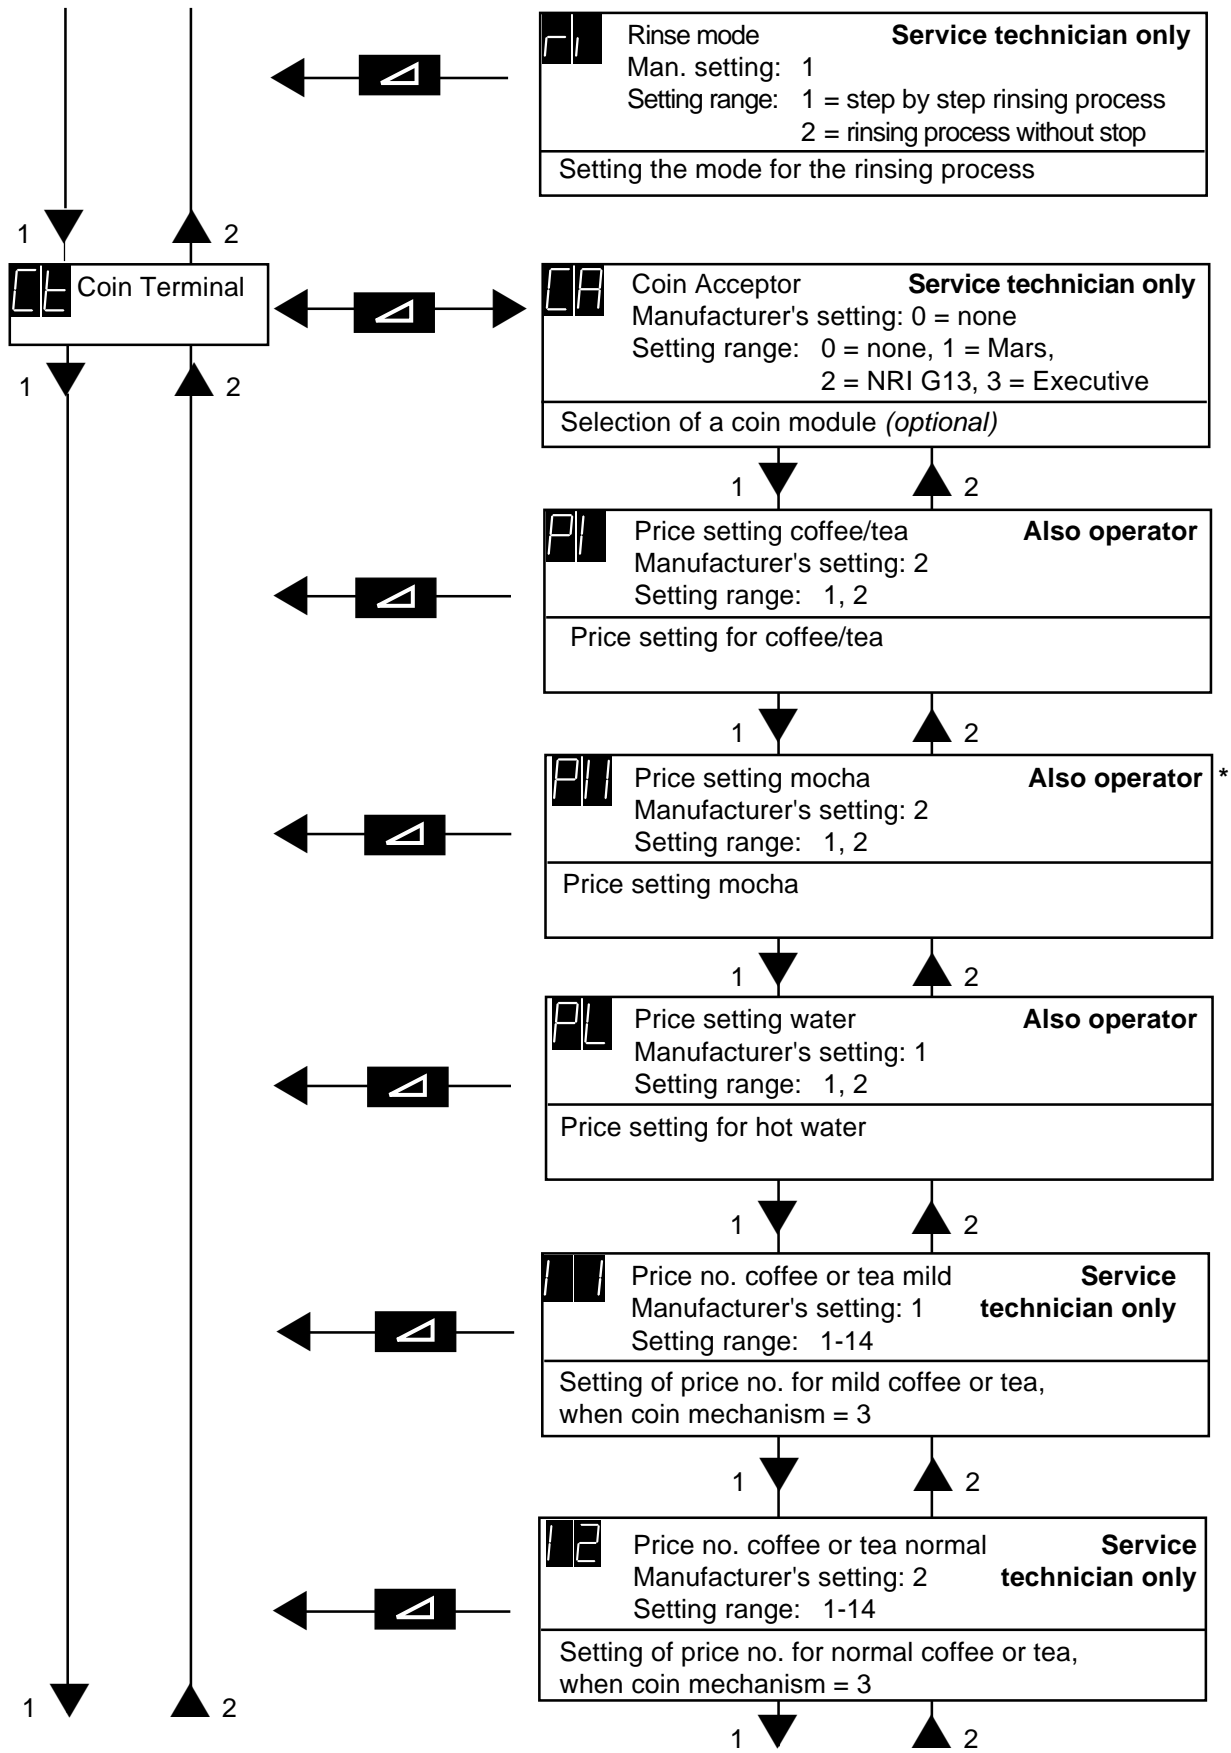 ri Rinse mode Service technician only
Man. setting: 1
Setting range: 1 = step by step rinsing process
2 = rinsing process without stop
Setting the mode for the rinsing process
1 2
Ct Coin Terminal
CA Coin Acceptor Service technician only
Manufacturer's setting: 0 = none
Setting range: 0 = none, 1 = Mars,
2 = NRI G13, 3 = Executive
Selection of a coin module (optional)
1 2
1 2
P1 Price setting coffee/tea Also operator
Manufacturer's setting: 2
Setting range: 1, 2
Price setting for coffee/tea
1 2
P11 Price setting mocha Also operator *
Manufacturer's setting: 2
Setting range: 1, 2
Price setting mocha
1 2
PL Price setting water Also operator
Manufacturer's setting: 1
Setting range: 1, 2
Price setting for hot water
1 2
1 1 Price no. coffee or tea mild Service
Manufacturer's setting: 1 technician only
Setting range: 1-14
Setting of price no. for mild coffee or tea,
when coin mechanism = 3
1 2
1 2 Price no. coffee or tea normal Service
Manufacturer's setting: 2 technician only
Setting range: 1-14
Setting of price no. for normal coffee or tea,
when coin mechanism = 3
1 2
1 2